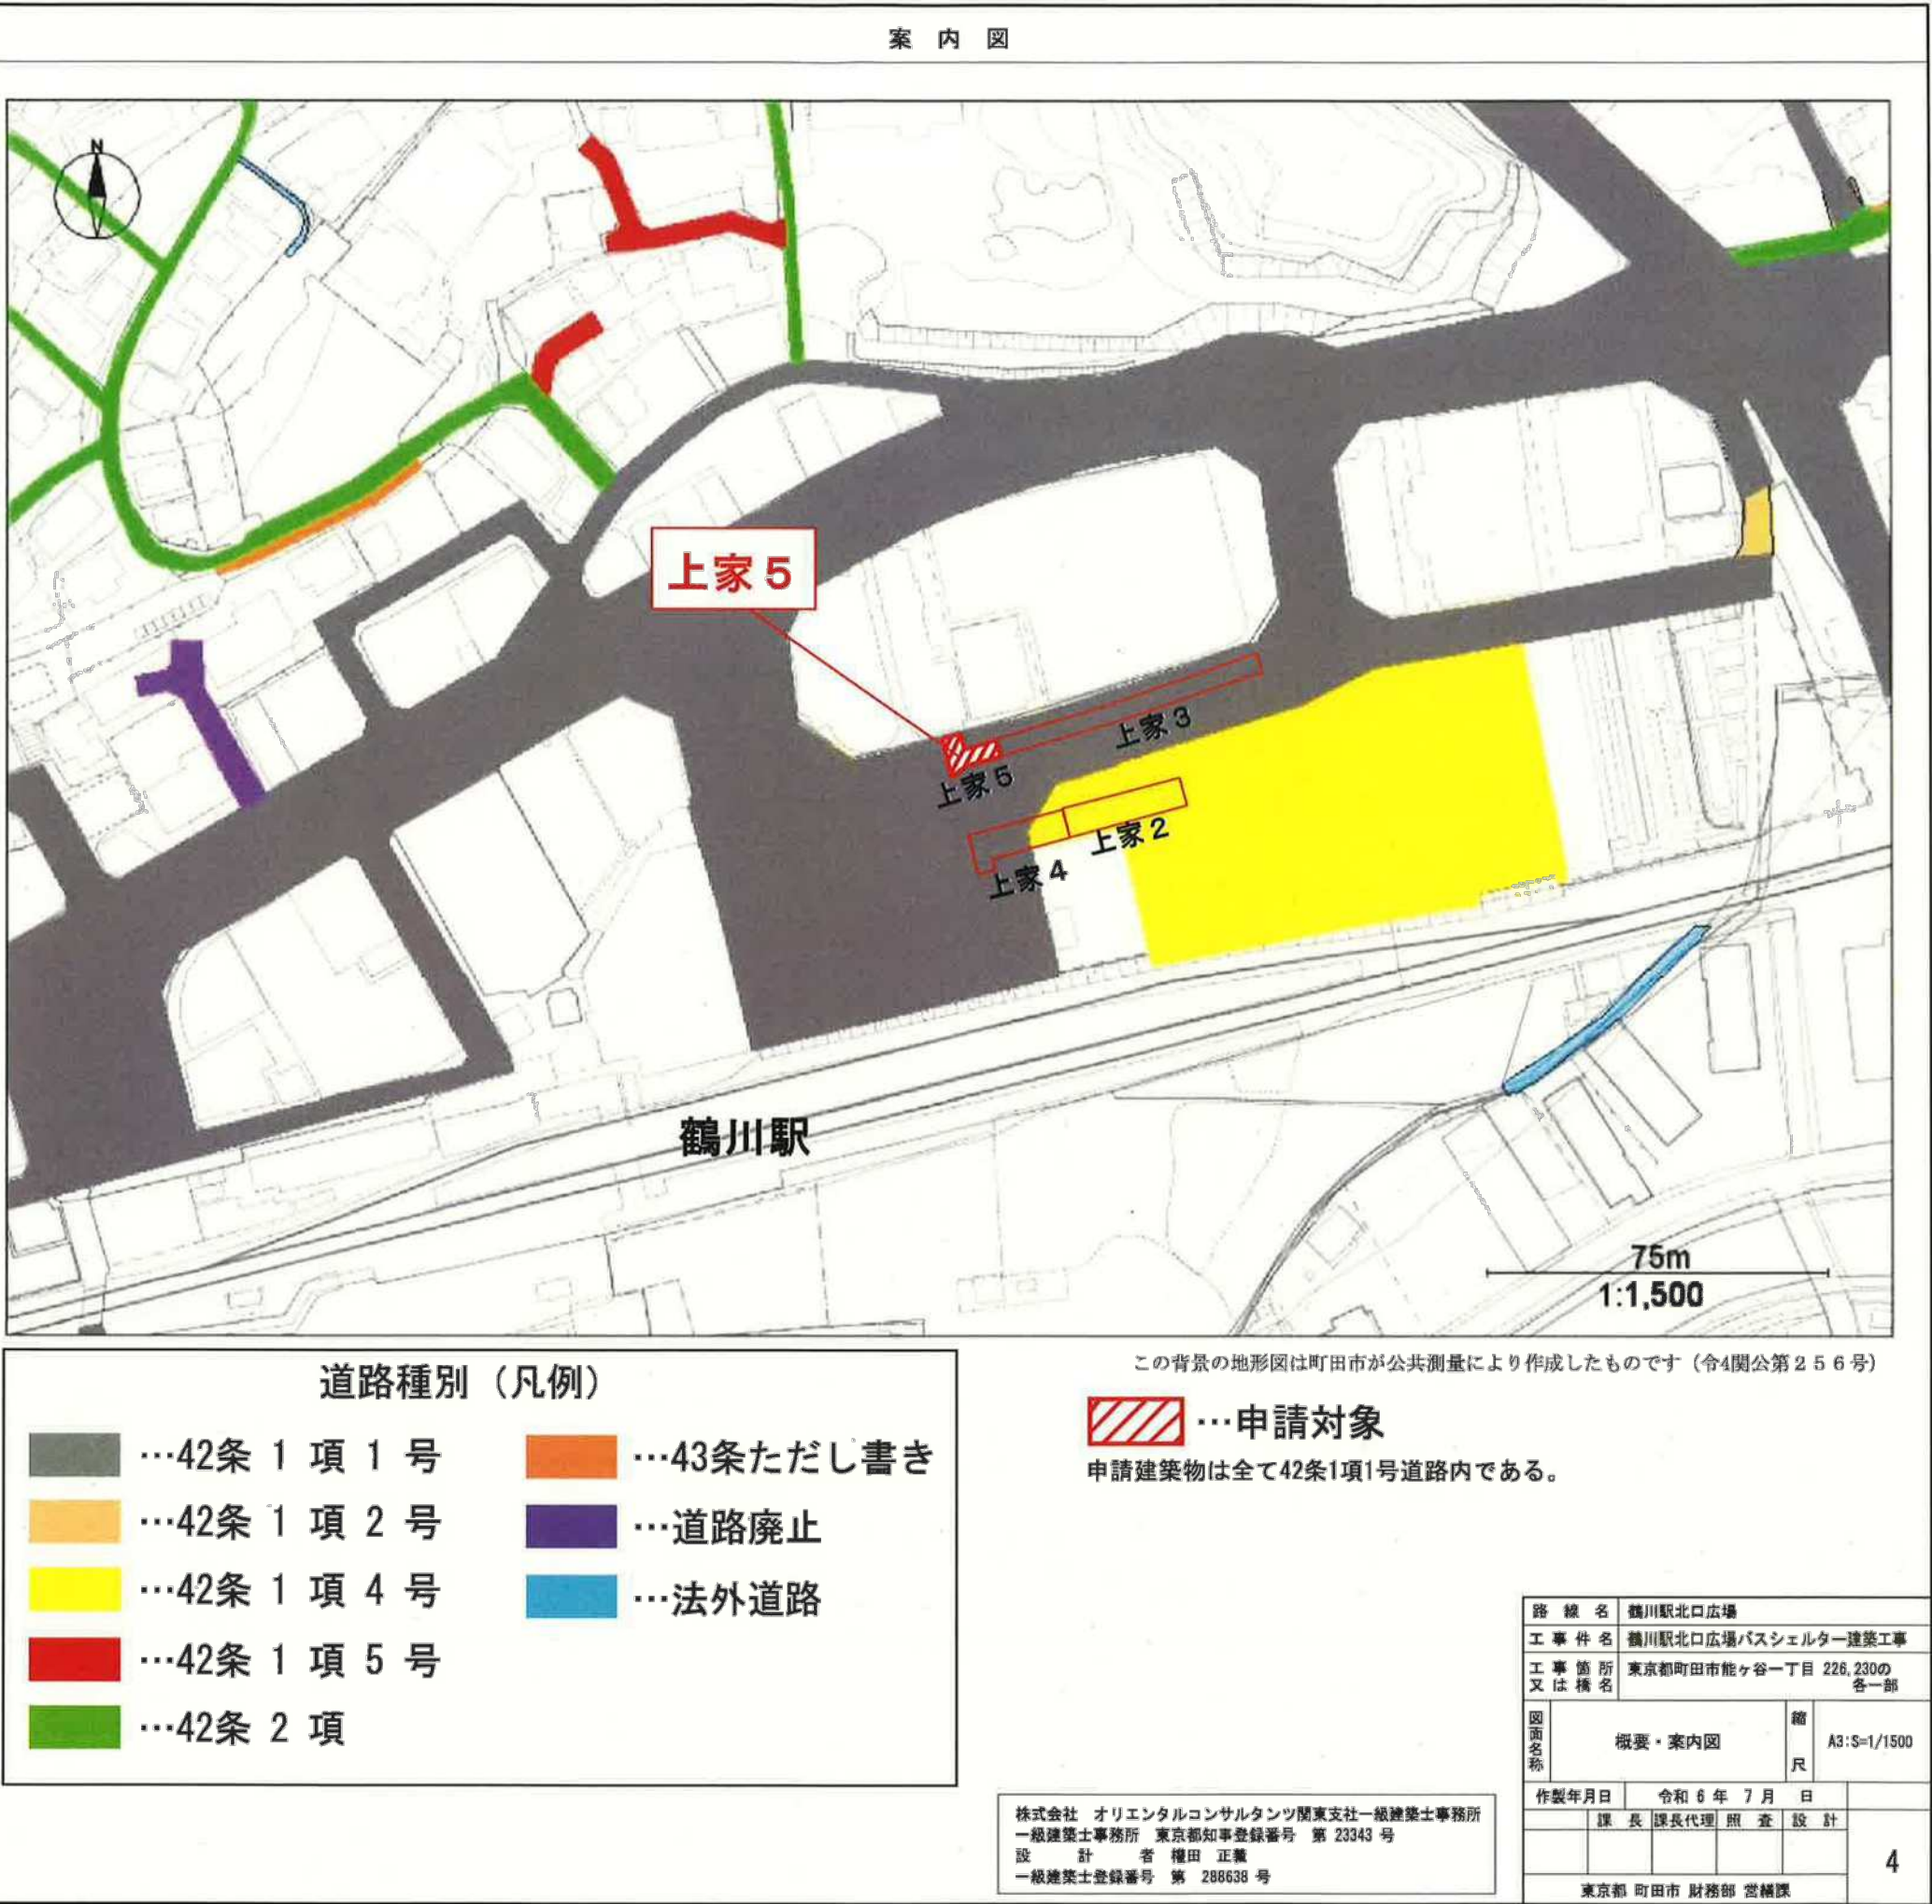 案内図
N
上家5
上家3
上家5
上家2
上家4
鶴川駅
75m
1:1,500
この背景の地形図は町田市が公共測量により作成したものです（令4関公第256号）
道路種別（凡例）
…42条1項1号
…42条1項2号
…42条1項4号
…42条1項5号
…42条2項
…43条ただし書き
…道路廃止
…法外道路
…申請対象
申請建築物は全て42条1項1号道路内である。
株式会社 オリエンタルコンサルタンツ関東支社一級建築士事務所
一級建築士事務所 東京都知事登録番号 第 23343 号
設計者 権田 正義
一級建築士登録番号 第 288638 号
路線名 鶴川駅北口広場
工事件名 鶴川駅北口広場バスシェルター建築工事
工事箇所又は橋名 東京都町田市能ヶ谷一丁目 226,230の
各一部
図面名称 概要・案内図 縮尺 A3:S=1/1500
作製年月日 令和 6 年 7 月 日
課長 課長代理 照査 設計
4
東京都 町田市 財務部 営繕課